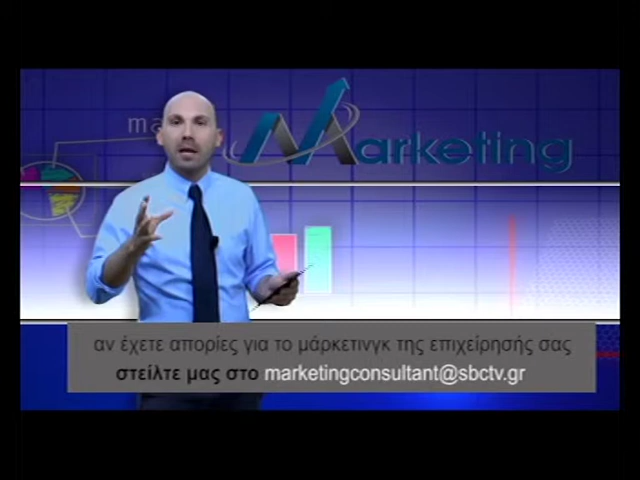 Marketing
αν έχετε απορίες για το μάρκετινγκ της επιχείρησής σας
στείλτε μας στο marketingconsultant@sbctv.gr